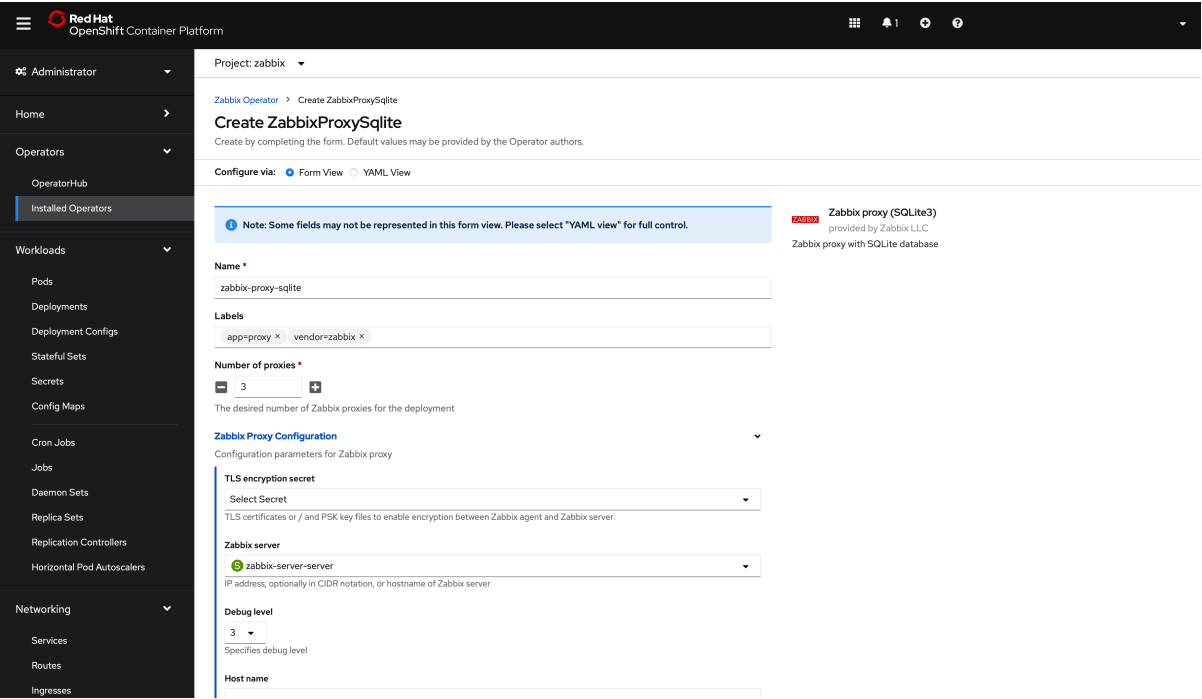 Red Hat
OpenShift Container Platform
1
Administrator
Home
Operators
OperatorHub
Installed Operators
Workloads
Pods
Deployments
Deployment Configs
Stateful Sets
Secrets
Config Maps
Cron Jobs
Jobs
Daemon Sets
Replica Sets
Replication Controllers
Horizontal Pod Autoscalers
Networking
Services
Routes
Ingresses
Project: zabbix
Zabbix Operator > Create ZabbixProxySqlite
Create ZabbixProxySqlite
Create by completing the form. Default values may be provided by the Operator authors.
Configure via: Form View YAML View
Note: Some fields may not be represented in this form view. Please select "YAML view" for full control.
Name *
zabbix-proxy-sqlite
Labels
app=proxy × vendor=zabbix ×
Number of proxies *
3
The desired number of Zabbix proxies for the deployment
Zabbix Proxy Configuration
Configuration parameters for Zabbix proxy
TLS encryption secret
Select Secret
TLS certificates or / and PSK key files to enable encryption between Zabbix agent and Zabbix server
Zabbix server
S zabbix-server-server
IP address, optionally in CIDR notation, or hostname of Zabbix server
Debug level
3
Specifies debug level
Host name
ZABBIX
Zabbix proxy (SQLite3)
provided by Zabbix LLC
Zabbix proxy with SQLite database